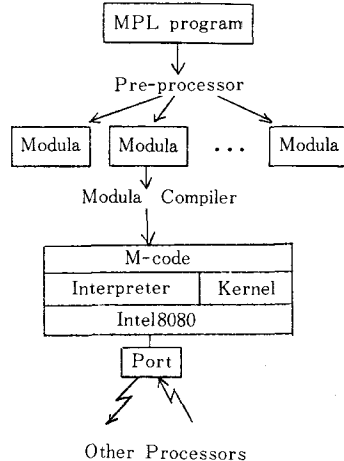 MPL program
Pre-processor
Modula Modula ... Modula
Modula Compiler
M-code
Interpreter Kernel
Intel8080
Port
Other Processors